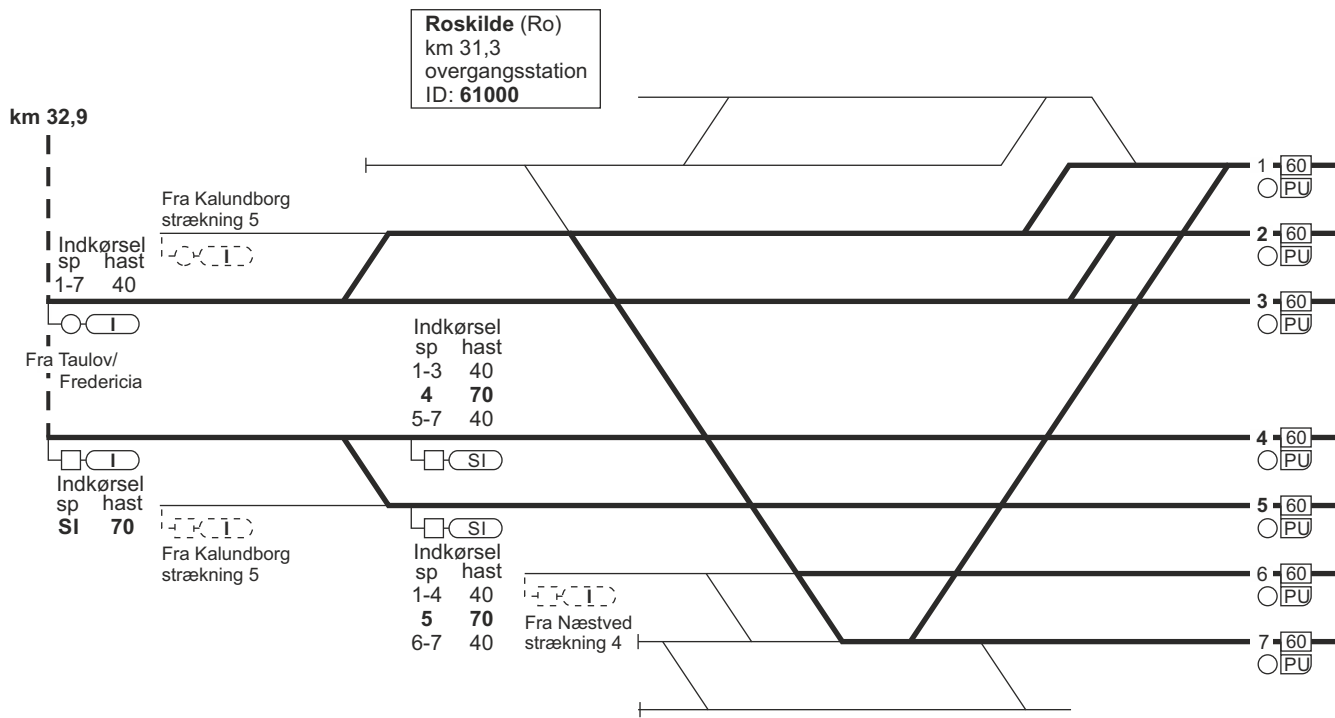 Roskilde (Ro)
km 31,3
overgangsstation
ID: 61000
km 32,9
Fra Kalundborg
strækning 5
I
Indkørsel
sp hast
1-7 40
I
Fra Taulov/
Fredericia
Indkørsel
sp hast
1-3 40
4 70
5-7 40
SI
I
Indkørsel
sp hast
SI 70
I
Fra Kalundborg
strækning 5
SI
Indkørsel
sp hast
1-4 40
5 70
6-7 40
I
Fra Næstved
strækning 4
1 60
PU
2 60
PU
3 60
PU
4 60
PU
5 60
PU
6 60
PU
7 60
PU